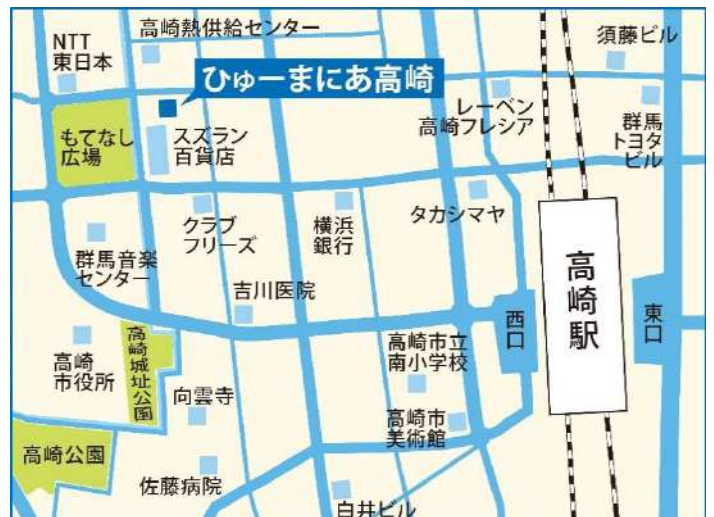 高崎熱供給センター
NTT
東日本
須藤ビル
ひゅーまにあ高崎
レーベン
高崎フレシア
群馬
トヨタ
ビル
もてなし
広場
スズラン
百貨店
クラブ
フリーズ
横浜
銀行
タカシマヤ
群馬音楽
センター
吉川医院
高崎駅
西口
東口
高崎
市役所
高崎城址公園
高崎市立
南小学校
向雲寺
高崎市
美術館
高崎公園
佐藤病院
白井ビル